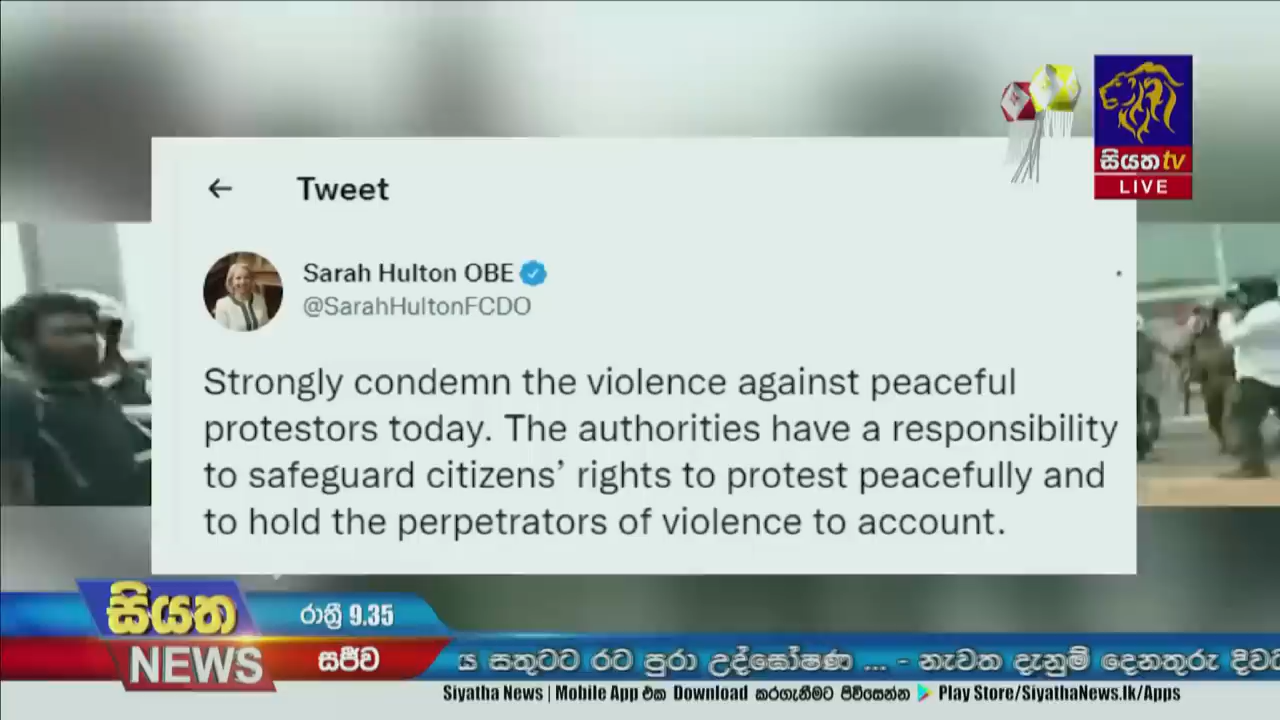 සියත tv
LIVE
Tweet
Sarah Hulton OBE
@SarahHultonFCDO
Strongly condemn the violence against peaceful
protestors today. The authorities have a responsibility
to safeguard citizens’ rights to protest peacefully and
to hold the perpetrators of violence to account.
සියත
NEWS
රාත්‍රී 9.35
සජීව
ය සතුටට රට පුරා උද්ඝෝෂණ ... - නැවත දැනුම් දෙනතුරු දිව
Siyatha News | Mobile App එක Download කරගැනීමට පිවිසෙන්න Play Store/SiyathaNews.lk/Apps